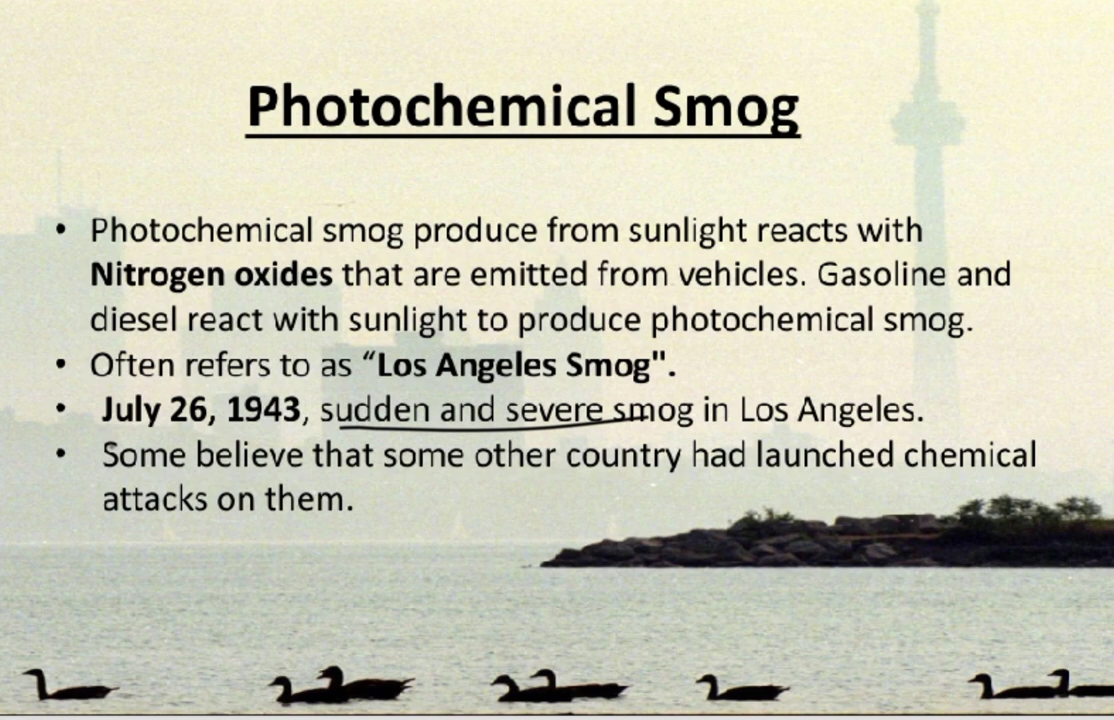 Photochemical Smog
• Photochemical smog produce from sunlight reacts with
Nitrogen oxides that are emitted from vehicles. Gasoline and
diesel react with sunlight to produce photochemical smog.
• Often refers to as “Los Angeles Smog".
• July 26, 1943, sudden and severe smog in Los Angeles.
• Some believe that some other country had launched chemical
attacks on them.